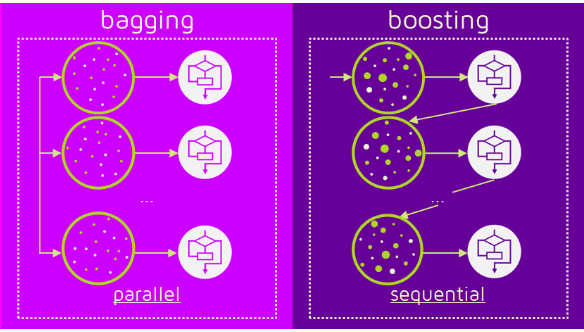 bagging
boosting
...
...
parallel
sequential